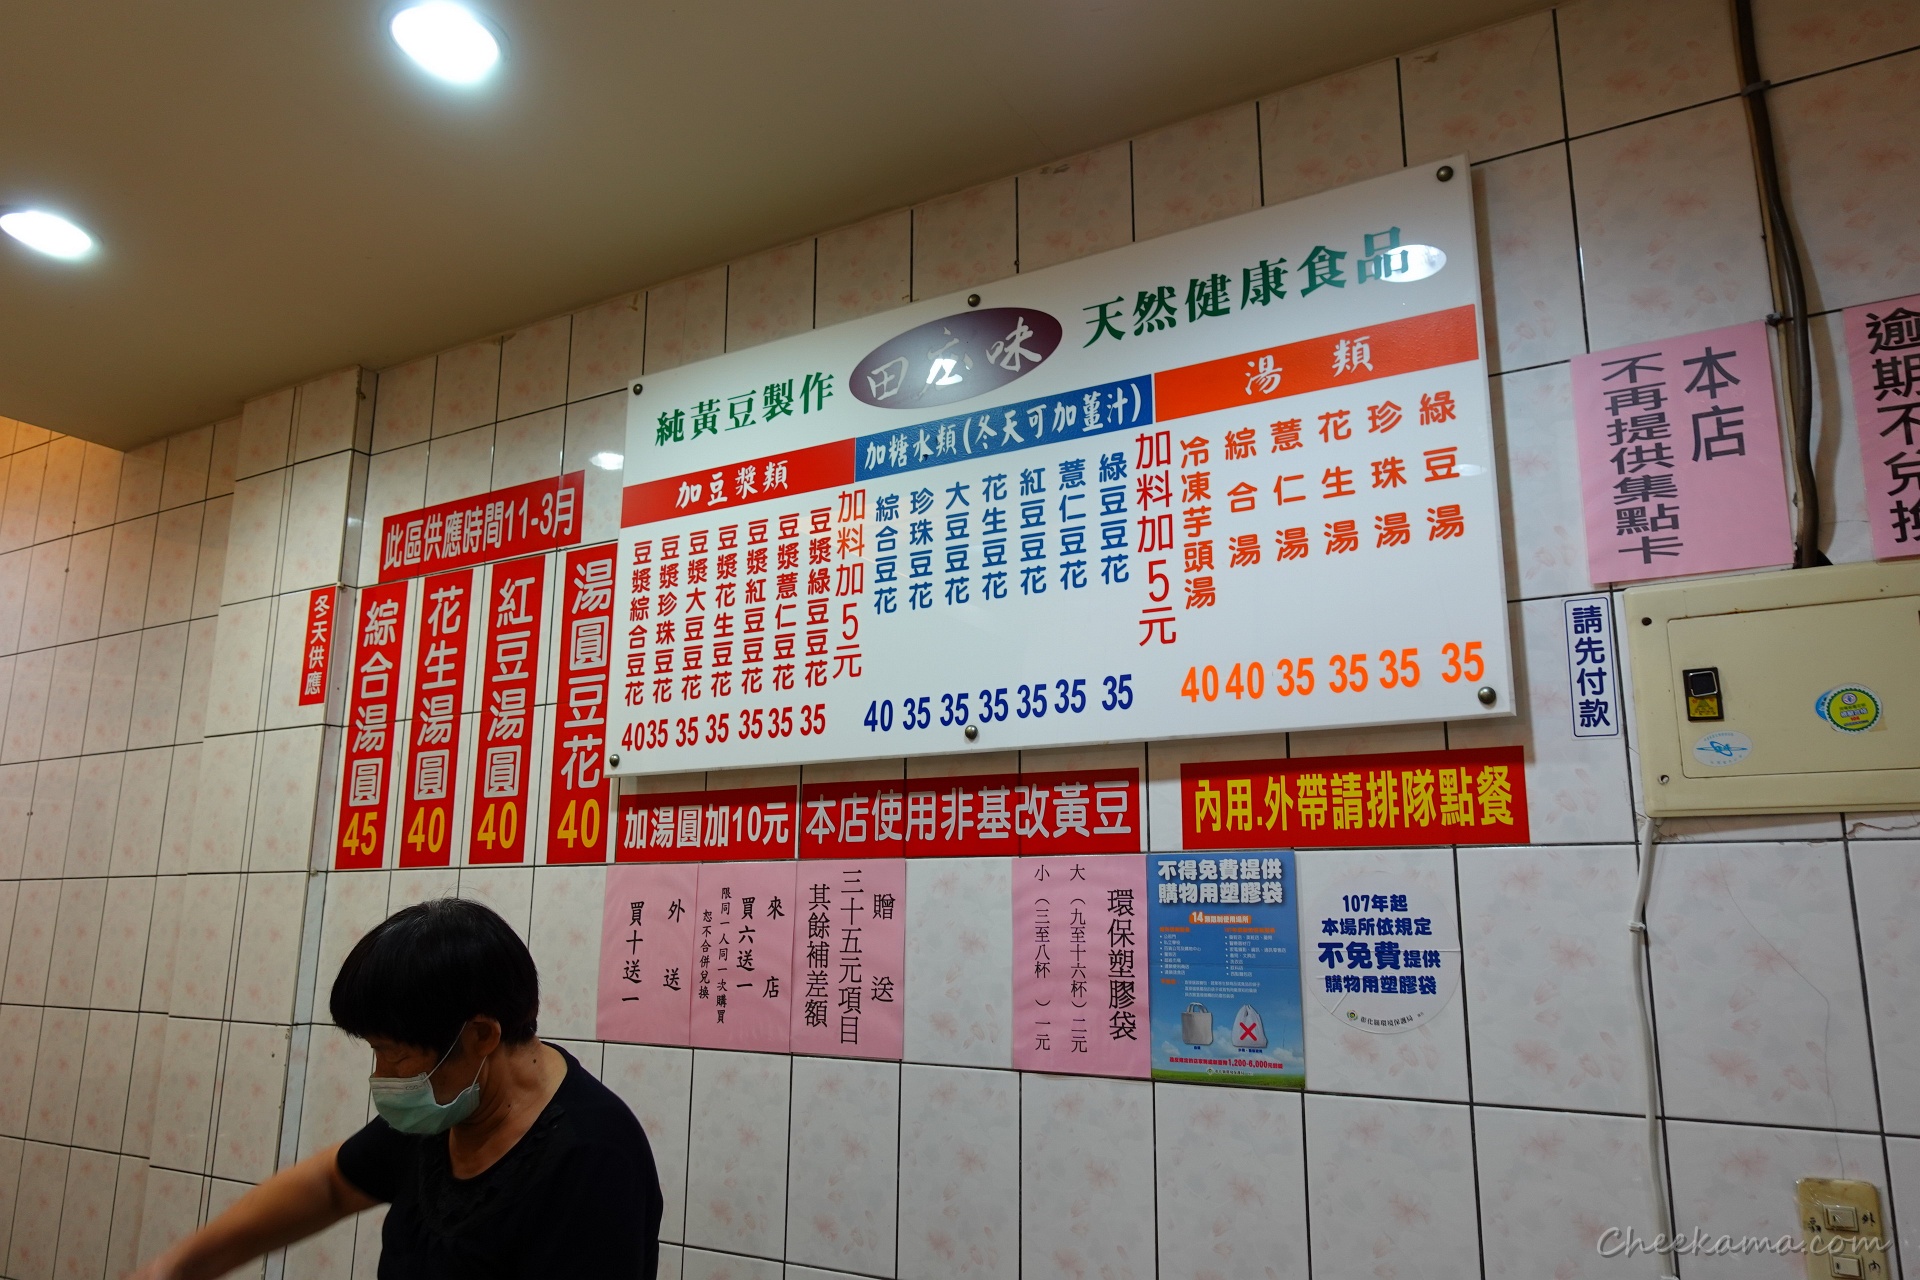 純黃豆製作
田宏味
天然健康食品
加豆漿類
豆漿綠豆豆花
豆漿薏仁豆花
豆漿紅豆豆花
豆漿花生豆花
豆漿大豆豆花
豆漿珍珠豆花
豆漿綜合豆花
40 35 35 35 35 35 35
加料加5元
加糖水類(冬天可加薑汁)
綠豆豆花
薏仁豆花
紅豆豆花
花生豆花
大豆豆花
珍珠豆花
綜合豆花
40 35 35 35 35 35 35
加料加5元
湯類
綠豆湯
珍珠湯
花生湯
薏仁湯
綜合湯
冷凍芋頭湯
40 40 35 35 35 35
此區供應時間11-3月
冬天供應
湯圓豆花
40
紅豆湯圓
40
花生湯圓
40
綜合湯圓
45
加湯圓加10元
本店使用非基改黃豆
內用.外帶請排隊點餐
本店
不再提供集點卡
逾期不兌換
請先付款
外送
買十送一
來店
買六送一
限同一人同一次購買
恕不合併兌換
贈送
三十五元項目
其餘補差額
環保塑膠袋
大(九至十六杯)二元
小(三至八杯)一元
不得免費提供
購物用塑膠袋
107年起
本場所依規定
不免費提供
購物用塑膠袋
彰化縣環境保護局
Cheekama.com